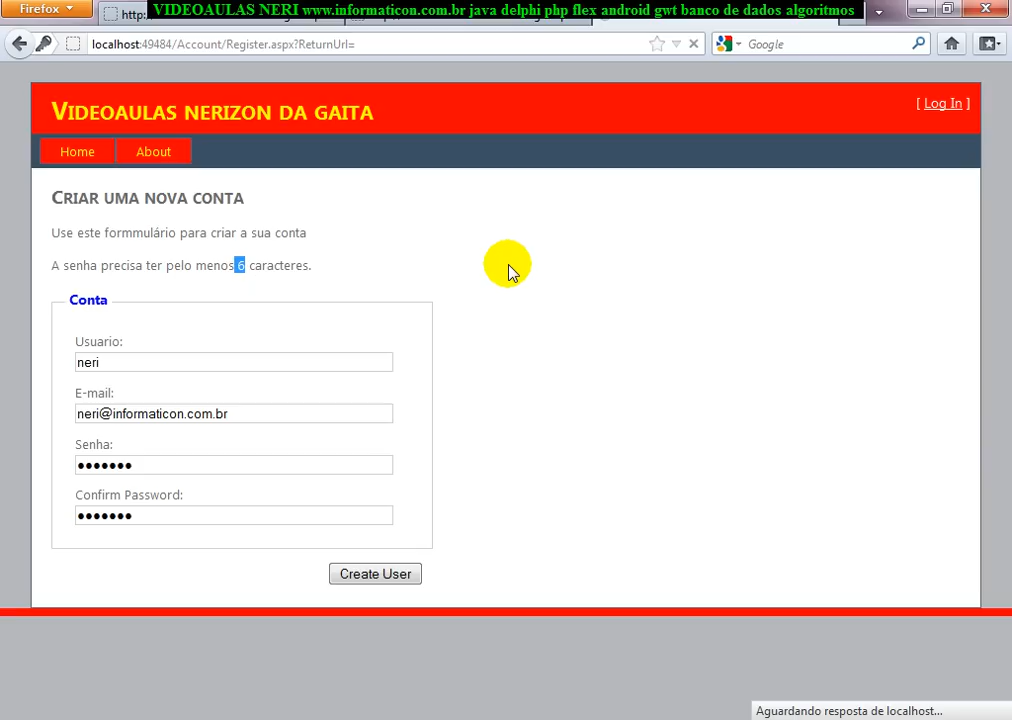 Firefox
http:
VIDEOAULAS NERI www.informaticon.com.br java delphi php flex android gwt banco de dados algoritmos
localhost:49484/Account/Register.aspx?ReturnUrl=
Google
VIDEOAULAS NERIZON DA GAITA
[ Log In ]
Home
About
CRIAR UMA NOVA CONTA
Use este formmulário para criar a sua conta
A senha precisa ter pelo menos 6 caracteres.
Conta
Usuario:
neri
E-mail:
neri@informaticon.com.br
Senha:
•••••••
Confirm Password:
•••••••
Create User
Aguardando resposta de localhost...